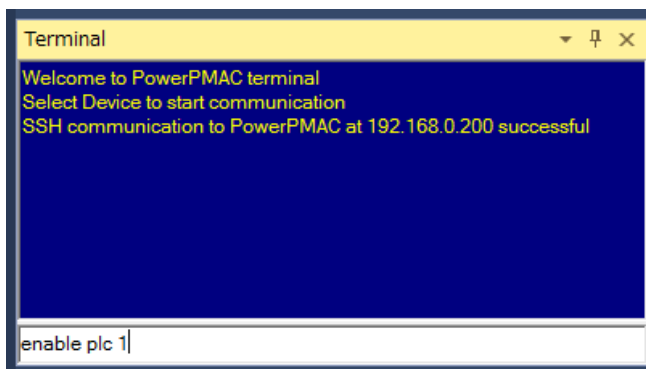 Terminal
Welcome to PowerPMAC terminal
Select Device to start communication
SSH communication to PowerPMAC at 192.168.0.200 successful
enable plc 1